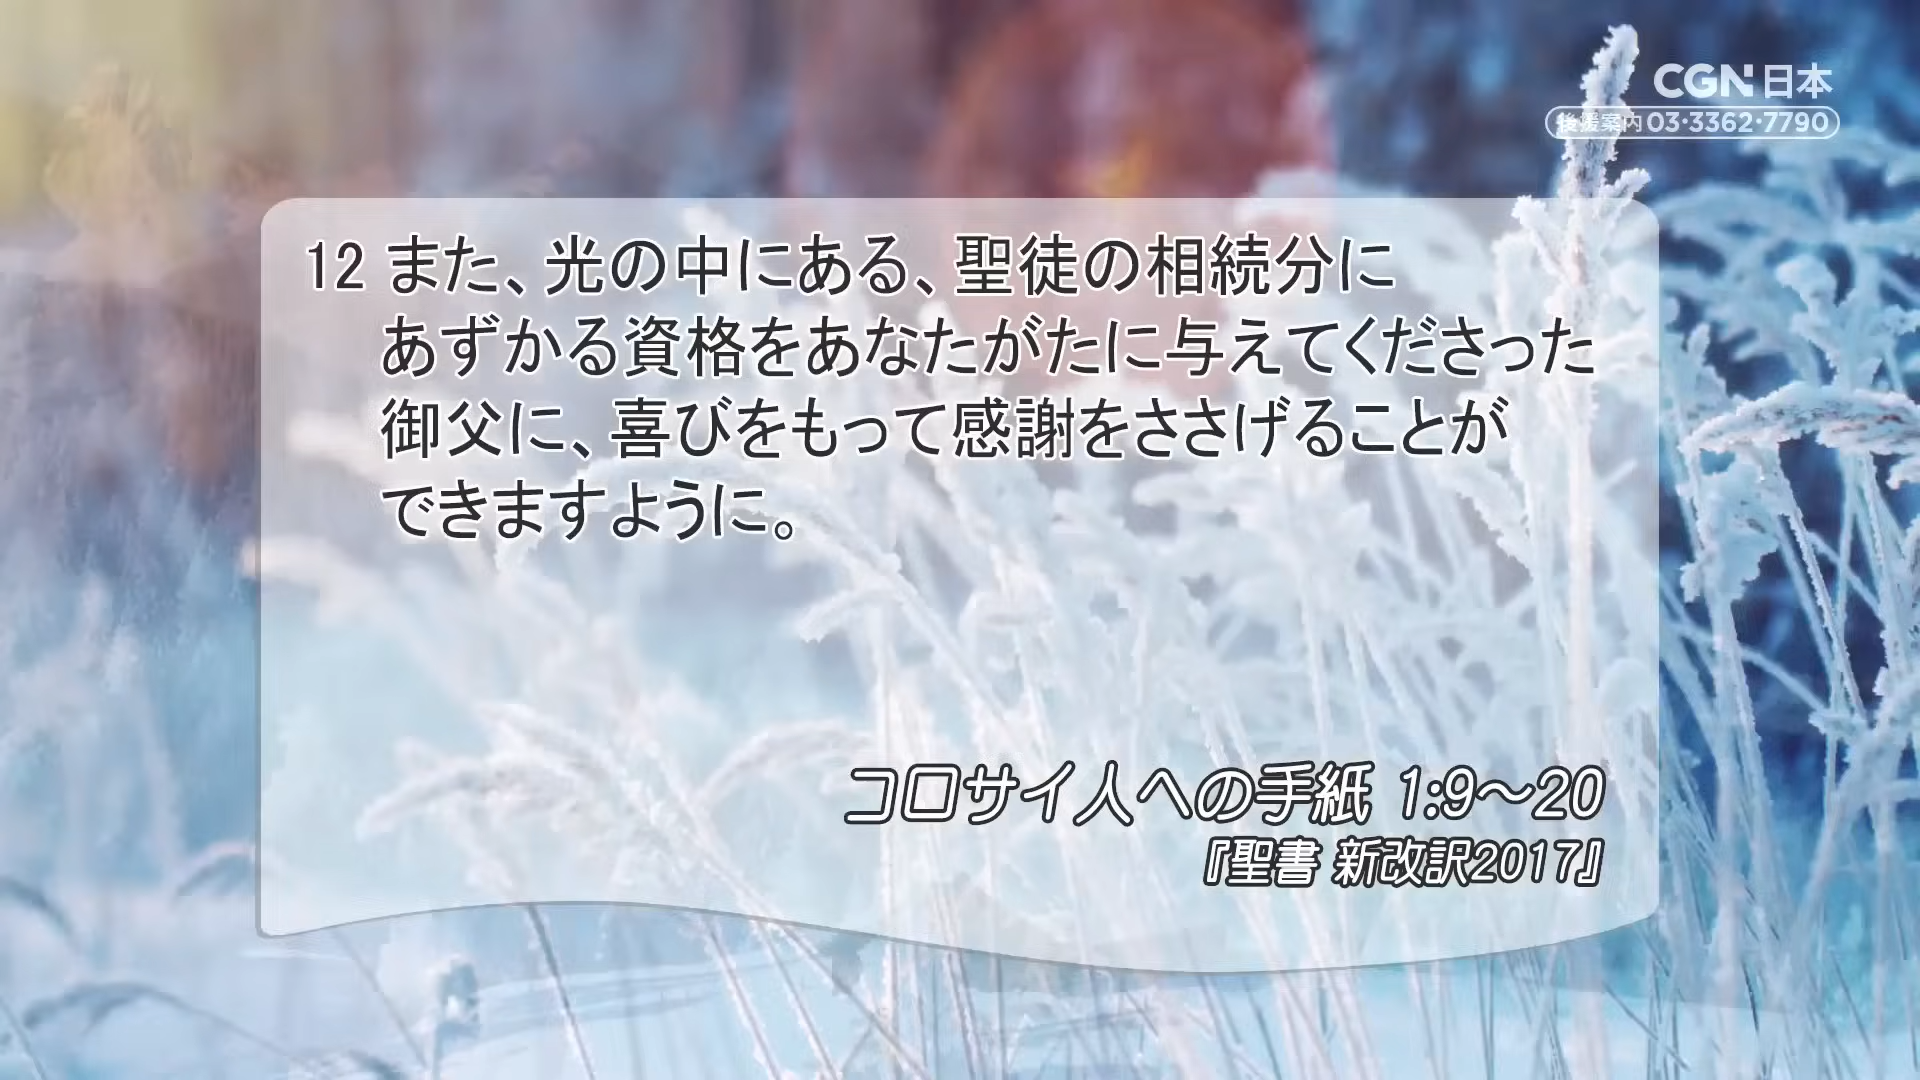 CGN日本
後援案内 03·3362·7790
12 また、光の中にある、聖徒の相続分に
あずかる資格をあなたがたに与えてくださった
御父に、喜びをもって感謝をささげることが
できますように。
コロサイ人への手紙 1:9～20
『聖書 新改訳2017』